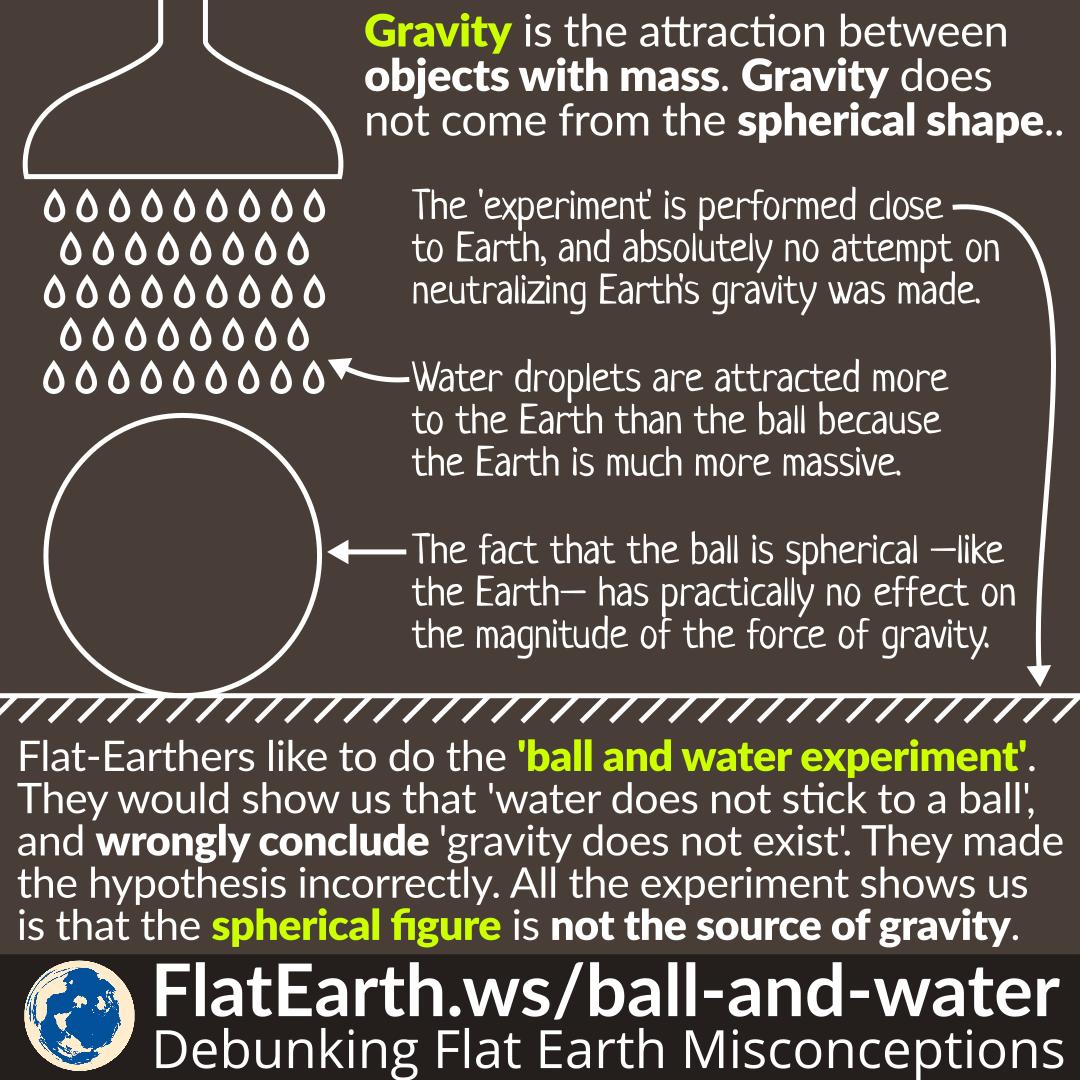 Gravity is the attraction between
objects with mass. Gravity does
not come from the spherical shape..
The 'experiment' is performed close
to Earth, and absolutely no attempt on
neutralizing Earth's gravity was made.
Water droplets are attracted more
to the Earth than the ball because
the Earth is much more massive.
The fact that the ball is spherical —like
the Earth— has practically no effect on
the magnitude of the force of gravity.
Flat-Earthers like to do the 'ball and water experiment'.
They would show us that 'water does not stick to a ball',
and wrongly conclude 'gravity does not exist'. They made
the hypothesis incorrectly. All the experiment shows us
is that the spherical figure is not the source of gravity.
FlatEarth.ws/ball-and-water
Debunking Flat Earth Misconceptions